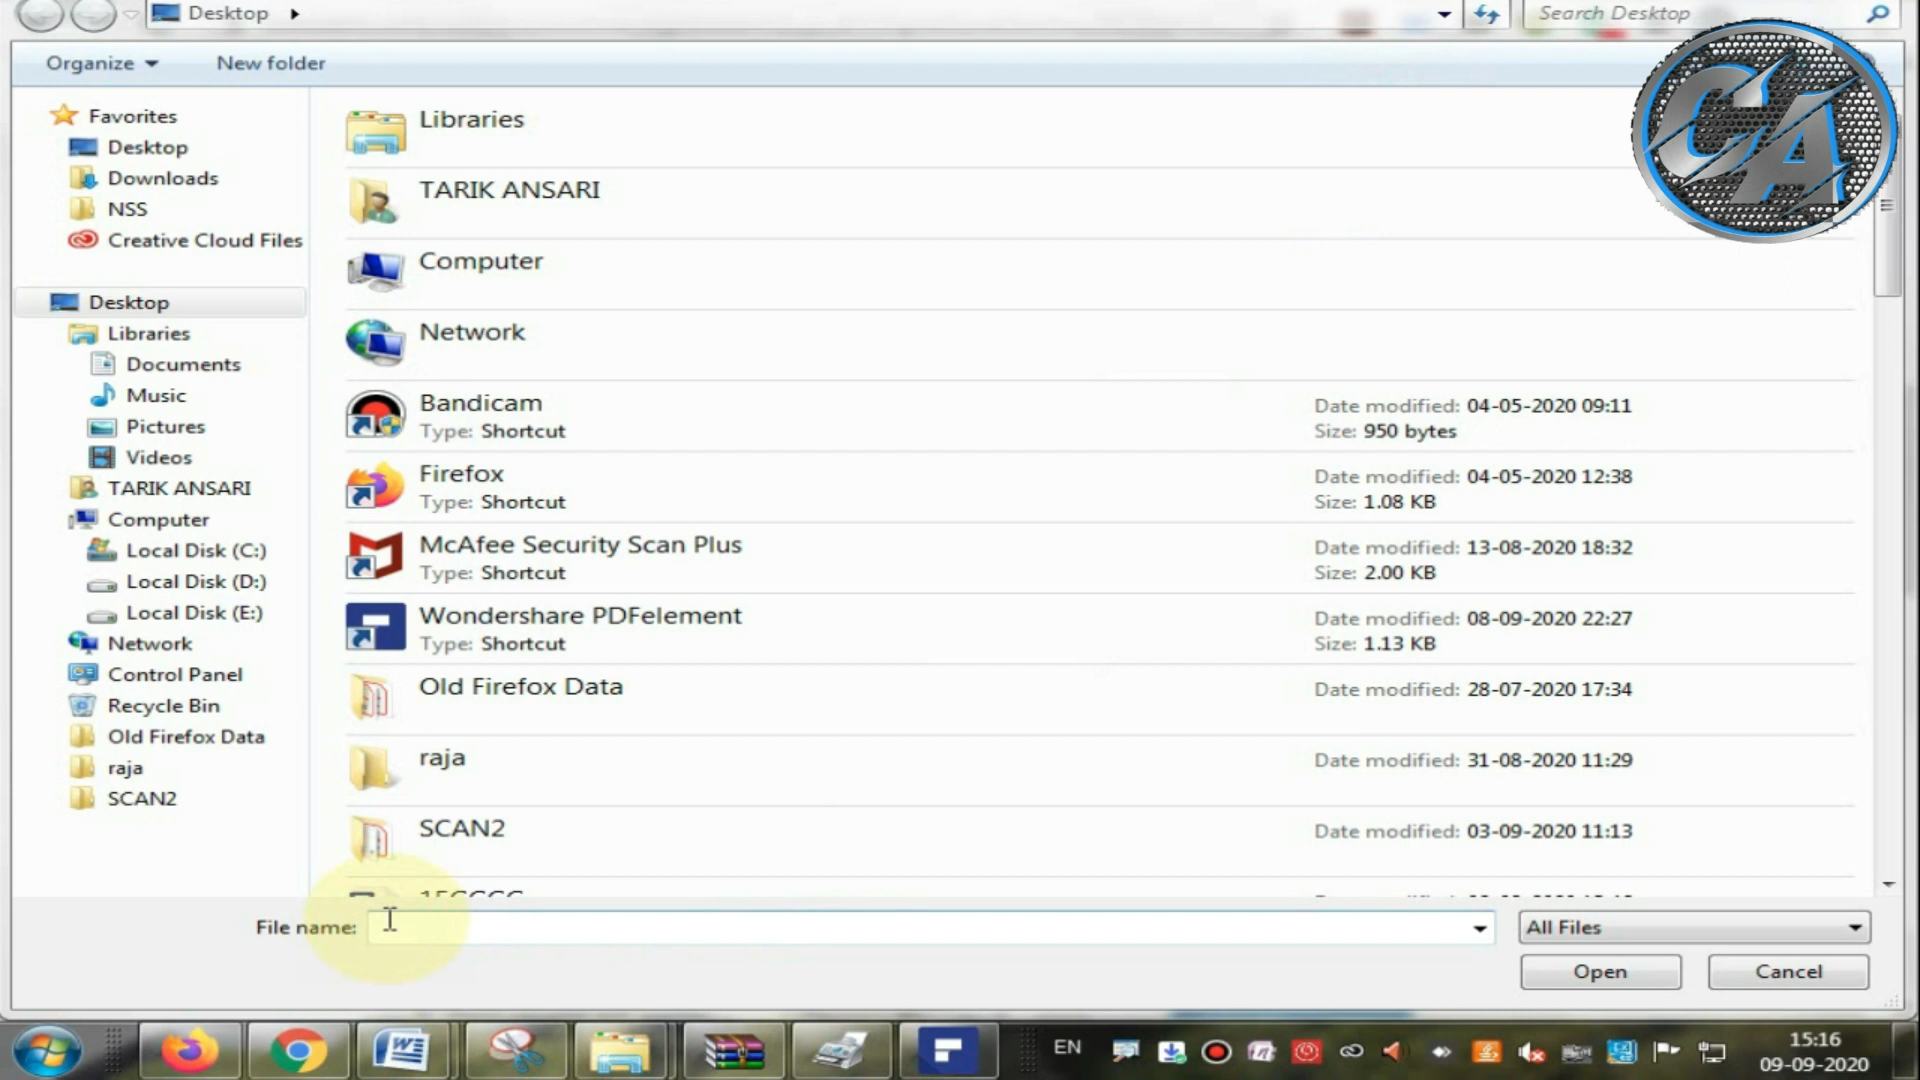 Desktop
Search Desktop
Organize
New folder
CA
Favorites
Desktop
Downloads
NSS
Creative Cloud Files
Desktop
Libraries
Documents
Music
Pictures
Videos
TARIK ANSARI
Computer
Local Disk (C:)
Local Disk (D:)
Local Disk (E:)
Network
Control Panel
Recycle Bin
Old Firefox Data
raja
SCAN2
Libraries
TARIK ANSARI
Computer
Network
Bandicam
Type: Shortcut
Date modified: 04-05-2020 09:11
Size: 950 bytes
Firefox
Type: Shortcut
Date modified: 04-05-2020 12:38
Size: 1.08 KB
McAfee Security Scan Plus
Type: Shortcut
Date modified: 13-08-2020 18:32
Size: 2.00 KB
Wondershare PDFelement
Type: Shortcut
Date modified: 08-09-2020 22:27
Size: 1.13 KB
Old Firefox Data
Date modified: 28-07-2020 17:34
raja
Date modified: 31-08-2020 11:29
SCAN2
Date modified: 03-09-2020 11:13
File name:
All Files
Open
Cancel
EN
15:16
09-09-2020